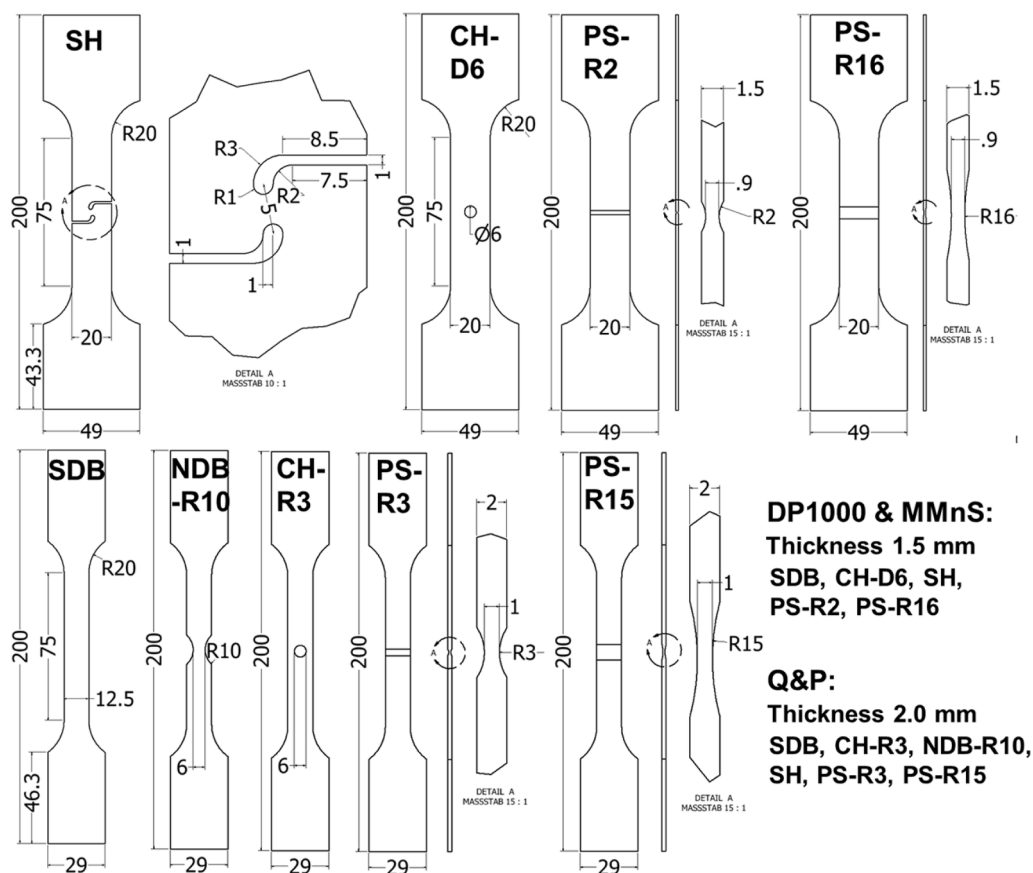 SH
R20
200
75
A
20
43.3
49
8.5
R3
R1
R2
7.5
1
5
1
1
DETAIL A
MASSSTAB 10 : 1
CH-
D6
R20
200
75
Ø6
20
49
PS-
R2
200
20
49
A
1.5
.9
R2
DETAIL A
MASSSTAB 15 : 1
PS-
R16
200
20
49
A
1.5
.9
R16
DETAIL A
MASSSTAB 15 : 1
SDB
R20
200
75
12.5
46.3
29
NDB
-R10
200
R10
6
29
CH-
R3
200
6
29
PS-
R3
200
29
A
2
1
R3
DETAIL A
MASSSTAB 15 : 1
PS-
R15
200
29
A
2
1
R15
DETAIL A
MASSSTAB 15 : 1
DP1000 & MMnS:
Thickness 1.5 mm
SDB, CH-D6, SH,
PS-R2, PS-R16
Q&P:
Thickness 2.0 mm
SDB, CH-R3, NDB-R10,
SH, PS-R3, PS-R15